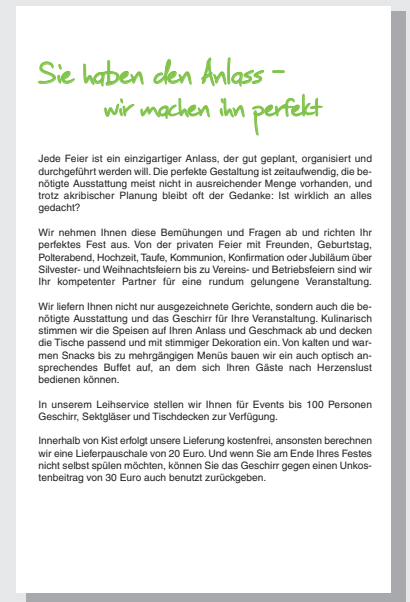 Sie haben den Anlass –
wir machen ihn perfekt
Jede Feier ist ein einzigartiger Anlass, der gut geplant, organisiert und
durchgeführt werden will. Die perfekte Gestaltung ist zeitaufwendig, die be-
nötigte Ausstattung meist nicht in ausreichender Menge vorhanden, und
trotz akribischer Planung bleibt oft der Gedanke: Ist wirklich an alles
gedacht?
Wir nehmen Ihnen diese Bemühungen und Fragen ab und richten Ihr
perfektes Fest aus. Von der privaten Feier mit Freunden, Geburtstag,
Polterabend, Hochzeit, Taufe, Kommunion, Konfirmation oder Jubiläum über
Silvester- und Weihnachtsfeiern bis zu Vereins- und Betriebsfeiern sind wir
Ihr kompetenter Partner für eine rundum gelungene Veranstaltung.
Wir liefern Ihnen nicht nur ausgezeichnete Gerichte, sondern auch die be-
nötigte Ausstattung und das Geschirr für Ihre Veranstaltung. Kulinarisch
stimmen wir die Speisen auf Ihren Anlass und Geschmack ab und decken
die Tische passend und mit stimmiger Dekoration ein. Von kalten und war-
men Snacks bis zu mehrgängigen Menüs bauen wir ein auch optisch an-
sprechendes Buffet auf, an dem sich Ihren Gäste nach Herzenslust
bedienen können.
In unserem Leihservice stellen wir Ihnen für Events bis 100 Personen
Geschirr, Sektgläser und Tischdecken zur Verfügung.
Innerhalb von Kist erfolgt unsere Lieferung kostenfrei, ansonsten berechnen
wir eine Lieferpauschale von 20 Euro. Und wenn Sie am Ende Ihres Festes
nicht selbst spülen möchten, können Sie das Geschirr gegen einen Unkos-
tenbeitrag von 30 Euro auch benutzt zurückgeben.